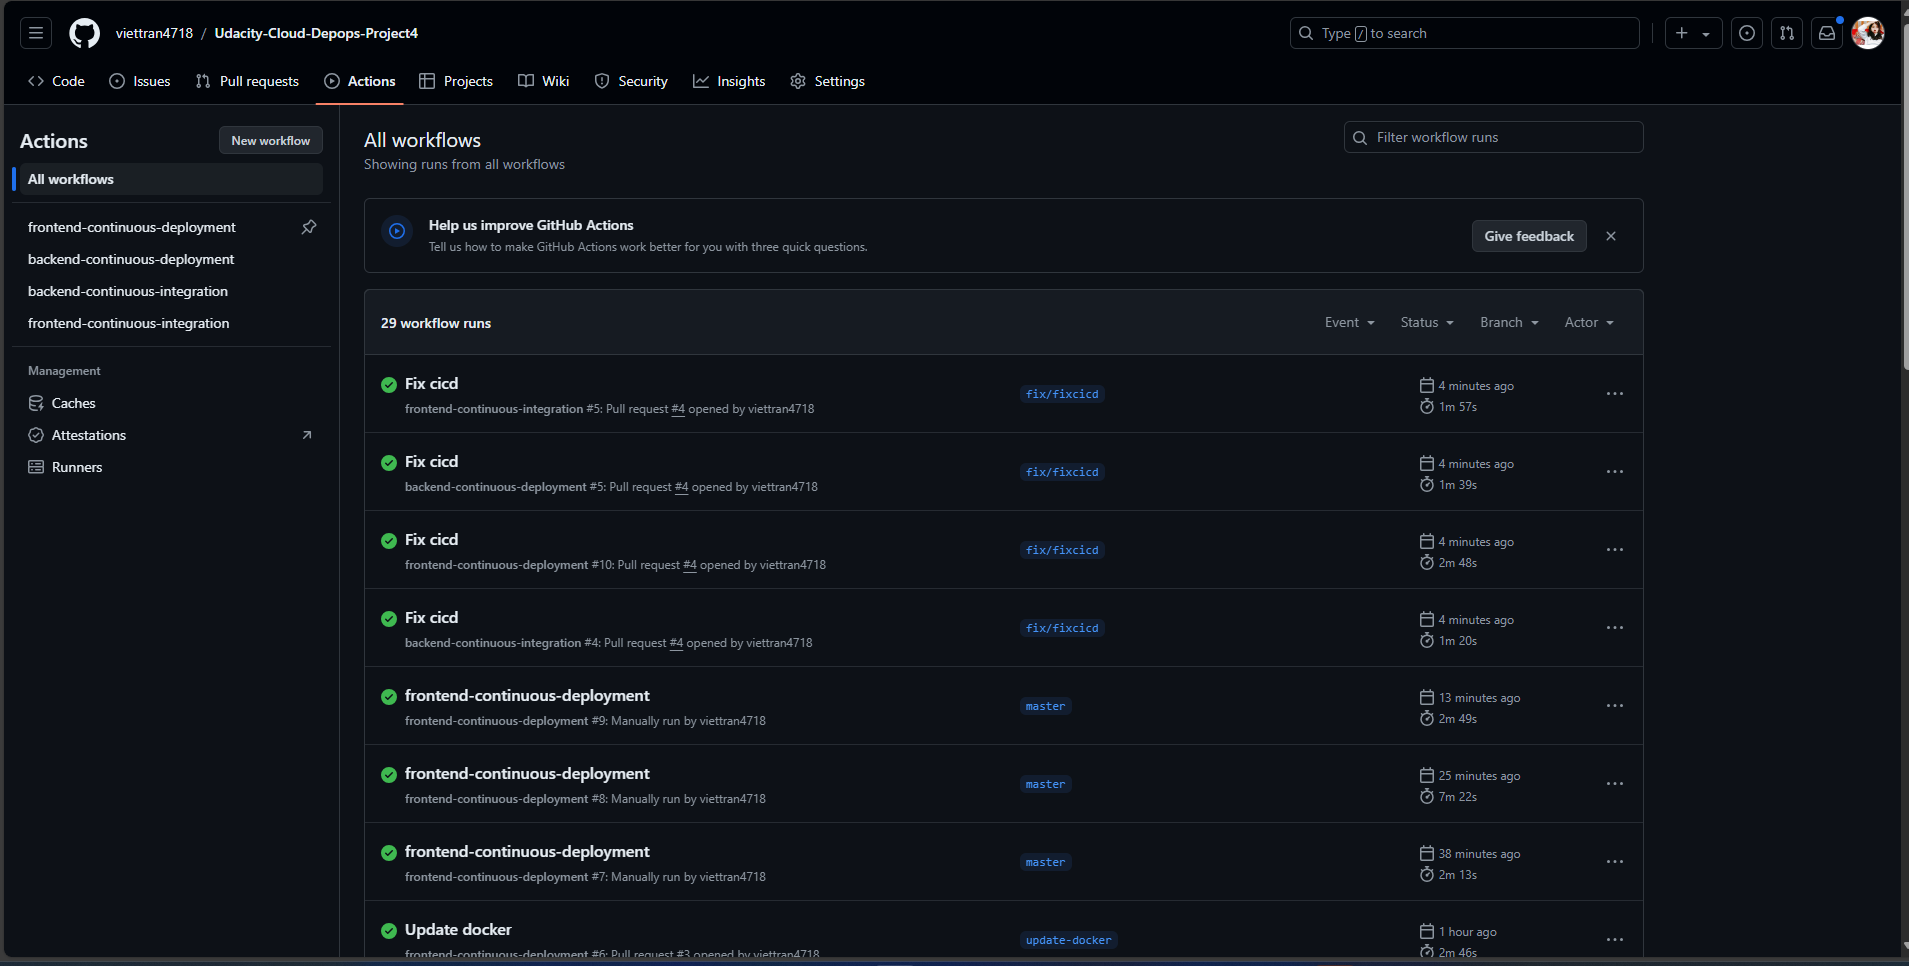 viettran4718 / Udacity-Cloud-Depops-Project4
Type / to search
Code Issues Pull requests Actions Projects Wiki Security Insights Settings
Actions
New workflow
All workflows
frontend-continuous-deployment
backend-continuous-deployment
backend-continuous-integration
frontend-continuous-integration
Management
Caches
Attestations
Runners
All workflows
Showing runs from all workflows
Filter workflow runs
Help us improve GitHub Actions
Tell us how to make GitHub Actions work better for you with three quick questions.
Give feedback
29 workflow runs
Event Status Branch Actor
Fix cicd
frontend-continuous-integration #5: Pull request #4 opened by viettran4718
fix/fixcicd
4 minutes ago
1m 57s
Fix cicd
backend-continuous-deployment #5: Pull request #4 opened by viettran4718
fix/fixcicd
4 minutes ago
1m 39s
Fix cicd
frontend-continuous-deployment #10: Pull request #4 opened by viettran4718
fix/fixcicd
4 minutes ago
2m 48s
Fix cicd
backend-continuous-integration #4: Pull request #4 opened by viettran4718
fix/fixcicd
4 minutes ago
1m 20s
frontend-continuous-deployment
frontend-continuous-deployment #9: Manually run by viettran4718
master
13 minutes ago
2m 49s
frontend-continuous-deployment
frontend-continuous-deployment #8: Manually run by viettran4718
master
25 minutes ago
7m 22s
frontend-continuous-deployment
frontend-continuous-deployment #7: Manually run by viettran4718
master
38 minutes ago
2m 13s
Update docker
frontend-continuous-deployment #6: Pull request #3 opened by viettran4718
update-docker
1 hour ago
2m 46s